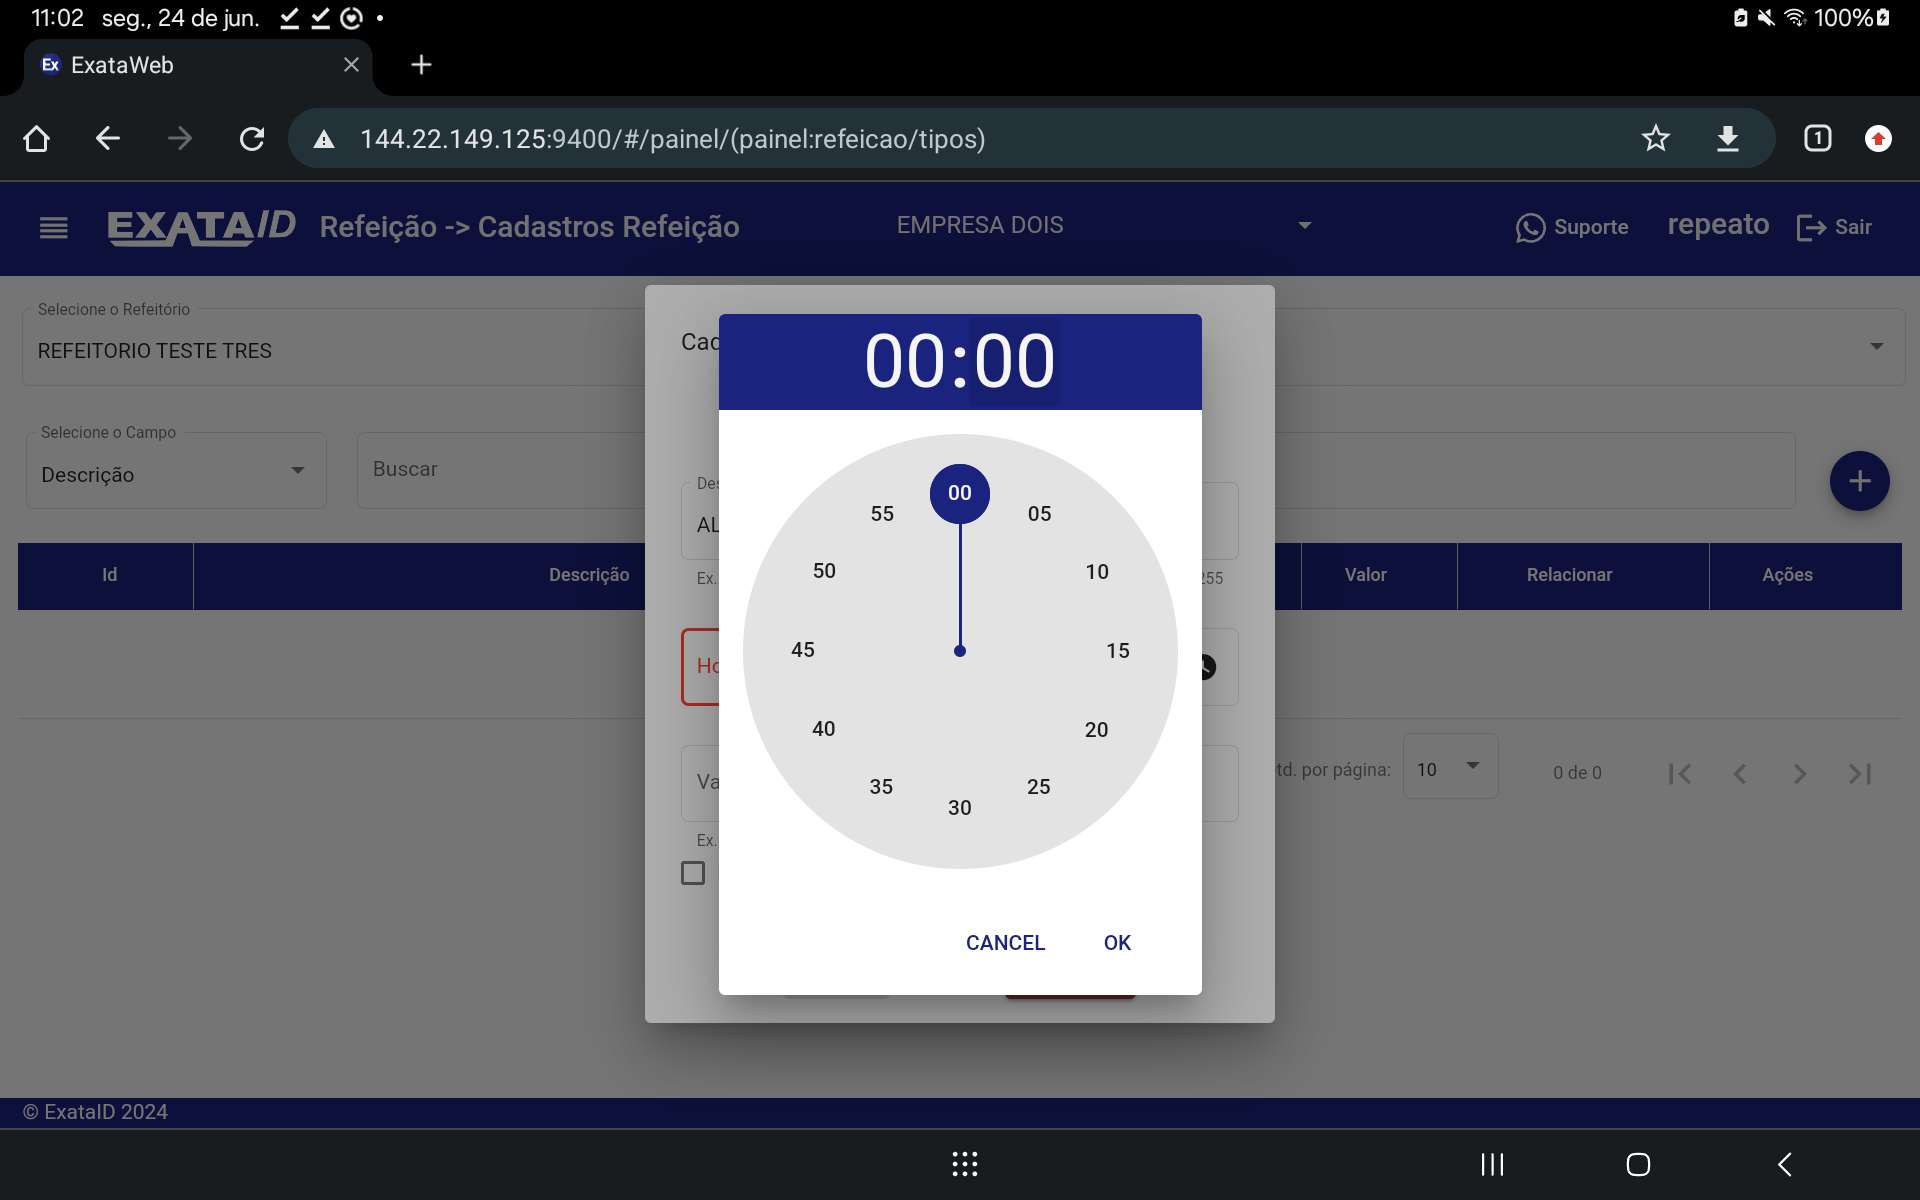 11:02 seg., 24 de jun.
100%
Ex ExataWeb
144.22.149.125:9400/#/painel/(painel:refeicao/tipos)
1
EXATA/ID Refeição -> Cadastros Refeição
EMPRESA DOIS
Suporte
repeato
Sair
Selecione o Refeitório
REFEITORIO TESTE TRES
Cad
00:00
Selecione o Campo
Descrição
Buscar
Des
AL
Ex.
255
Id
Descrição
Valor
Relacionar
Ações
Ho
Va
Ex.
00
05
10
15
20
25
30
35
40
45
50
55
td. por página:
10
0 de 0
CANCEL
OK
© ExataID 2024